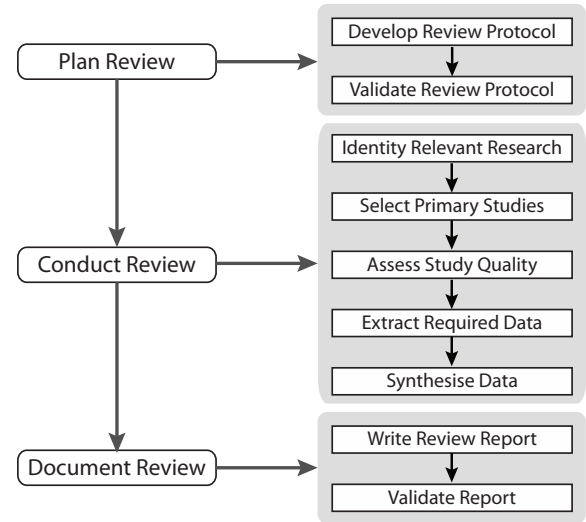 Plan Review
Develop Review Protocol
Validate Review Protocol
Conduct Review
Identity Relevant Research
Select Primary Studies
Assess Study Quality
Extract Required Data
Synthesise Data
Document Review
Write Review Report
Validate Report